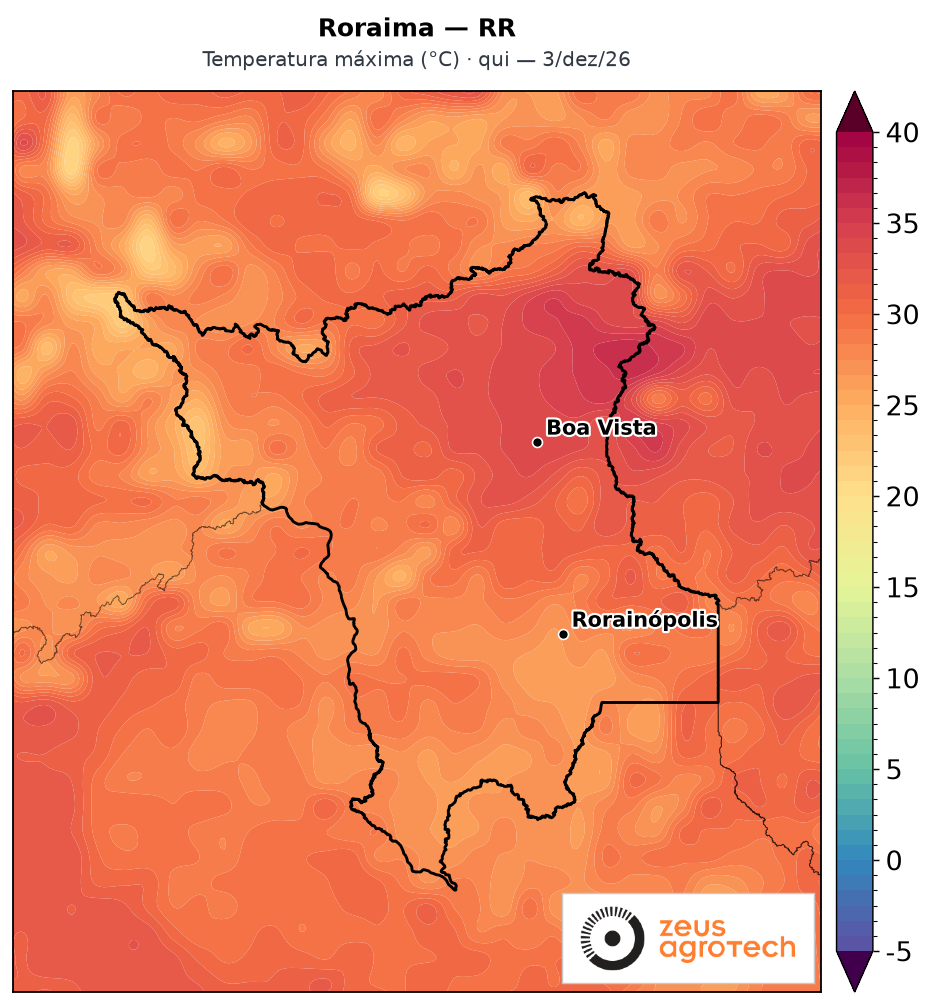 Roraima — RR
Temperatura máxima (°C) · qui — 3/dez/26
40
35
30
25
20
15
10
5
0
-5
Boa Vista
Rorainópolis
zeus
agrotech